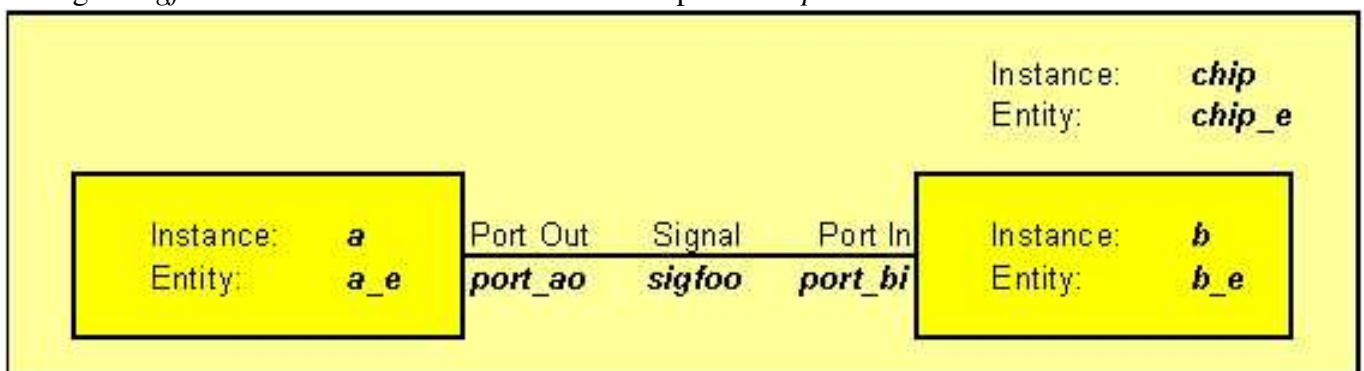 Instance: chip
Entity: chip_e
Instance: a
Entity: a_e
Port Out Signal Port In
port_ao sigfoo port_bi
Instance: b
Entity: b_e